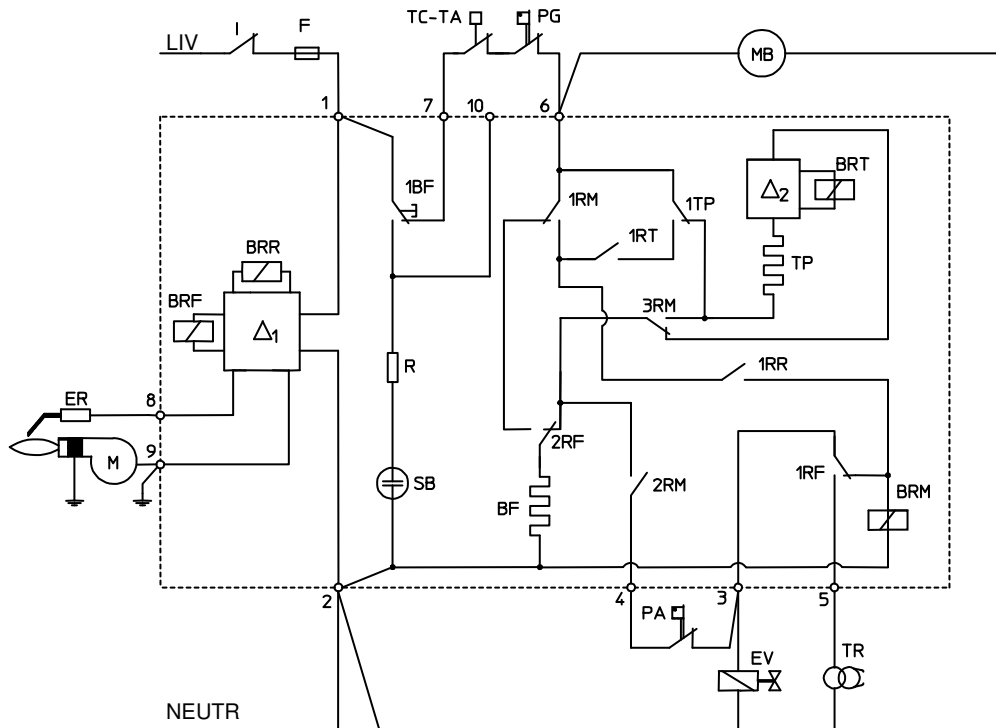 TC-TA
PG
I
F
LIV
MB
1
7
10
6
1BF
1RM
1TP
Δ2
BRT
1RT
TP
BRR
BRF
Δ1
3RM
R
1RR
ER
8
2RF
9
M
SB
2RM
1RF
BF
BRM
2
4
3
5
PA
EV
TR
NEUTR